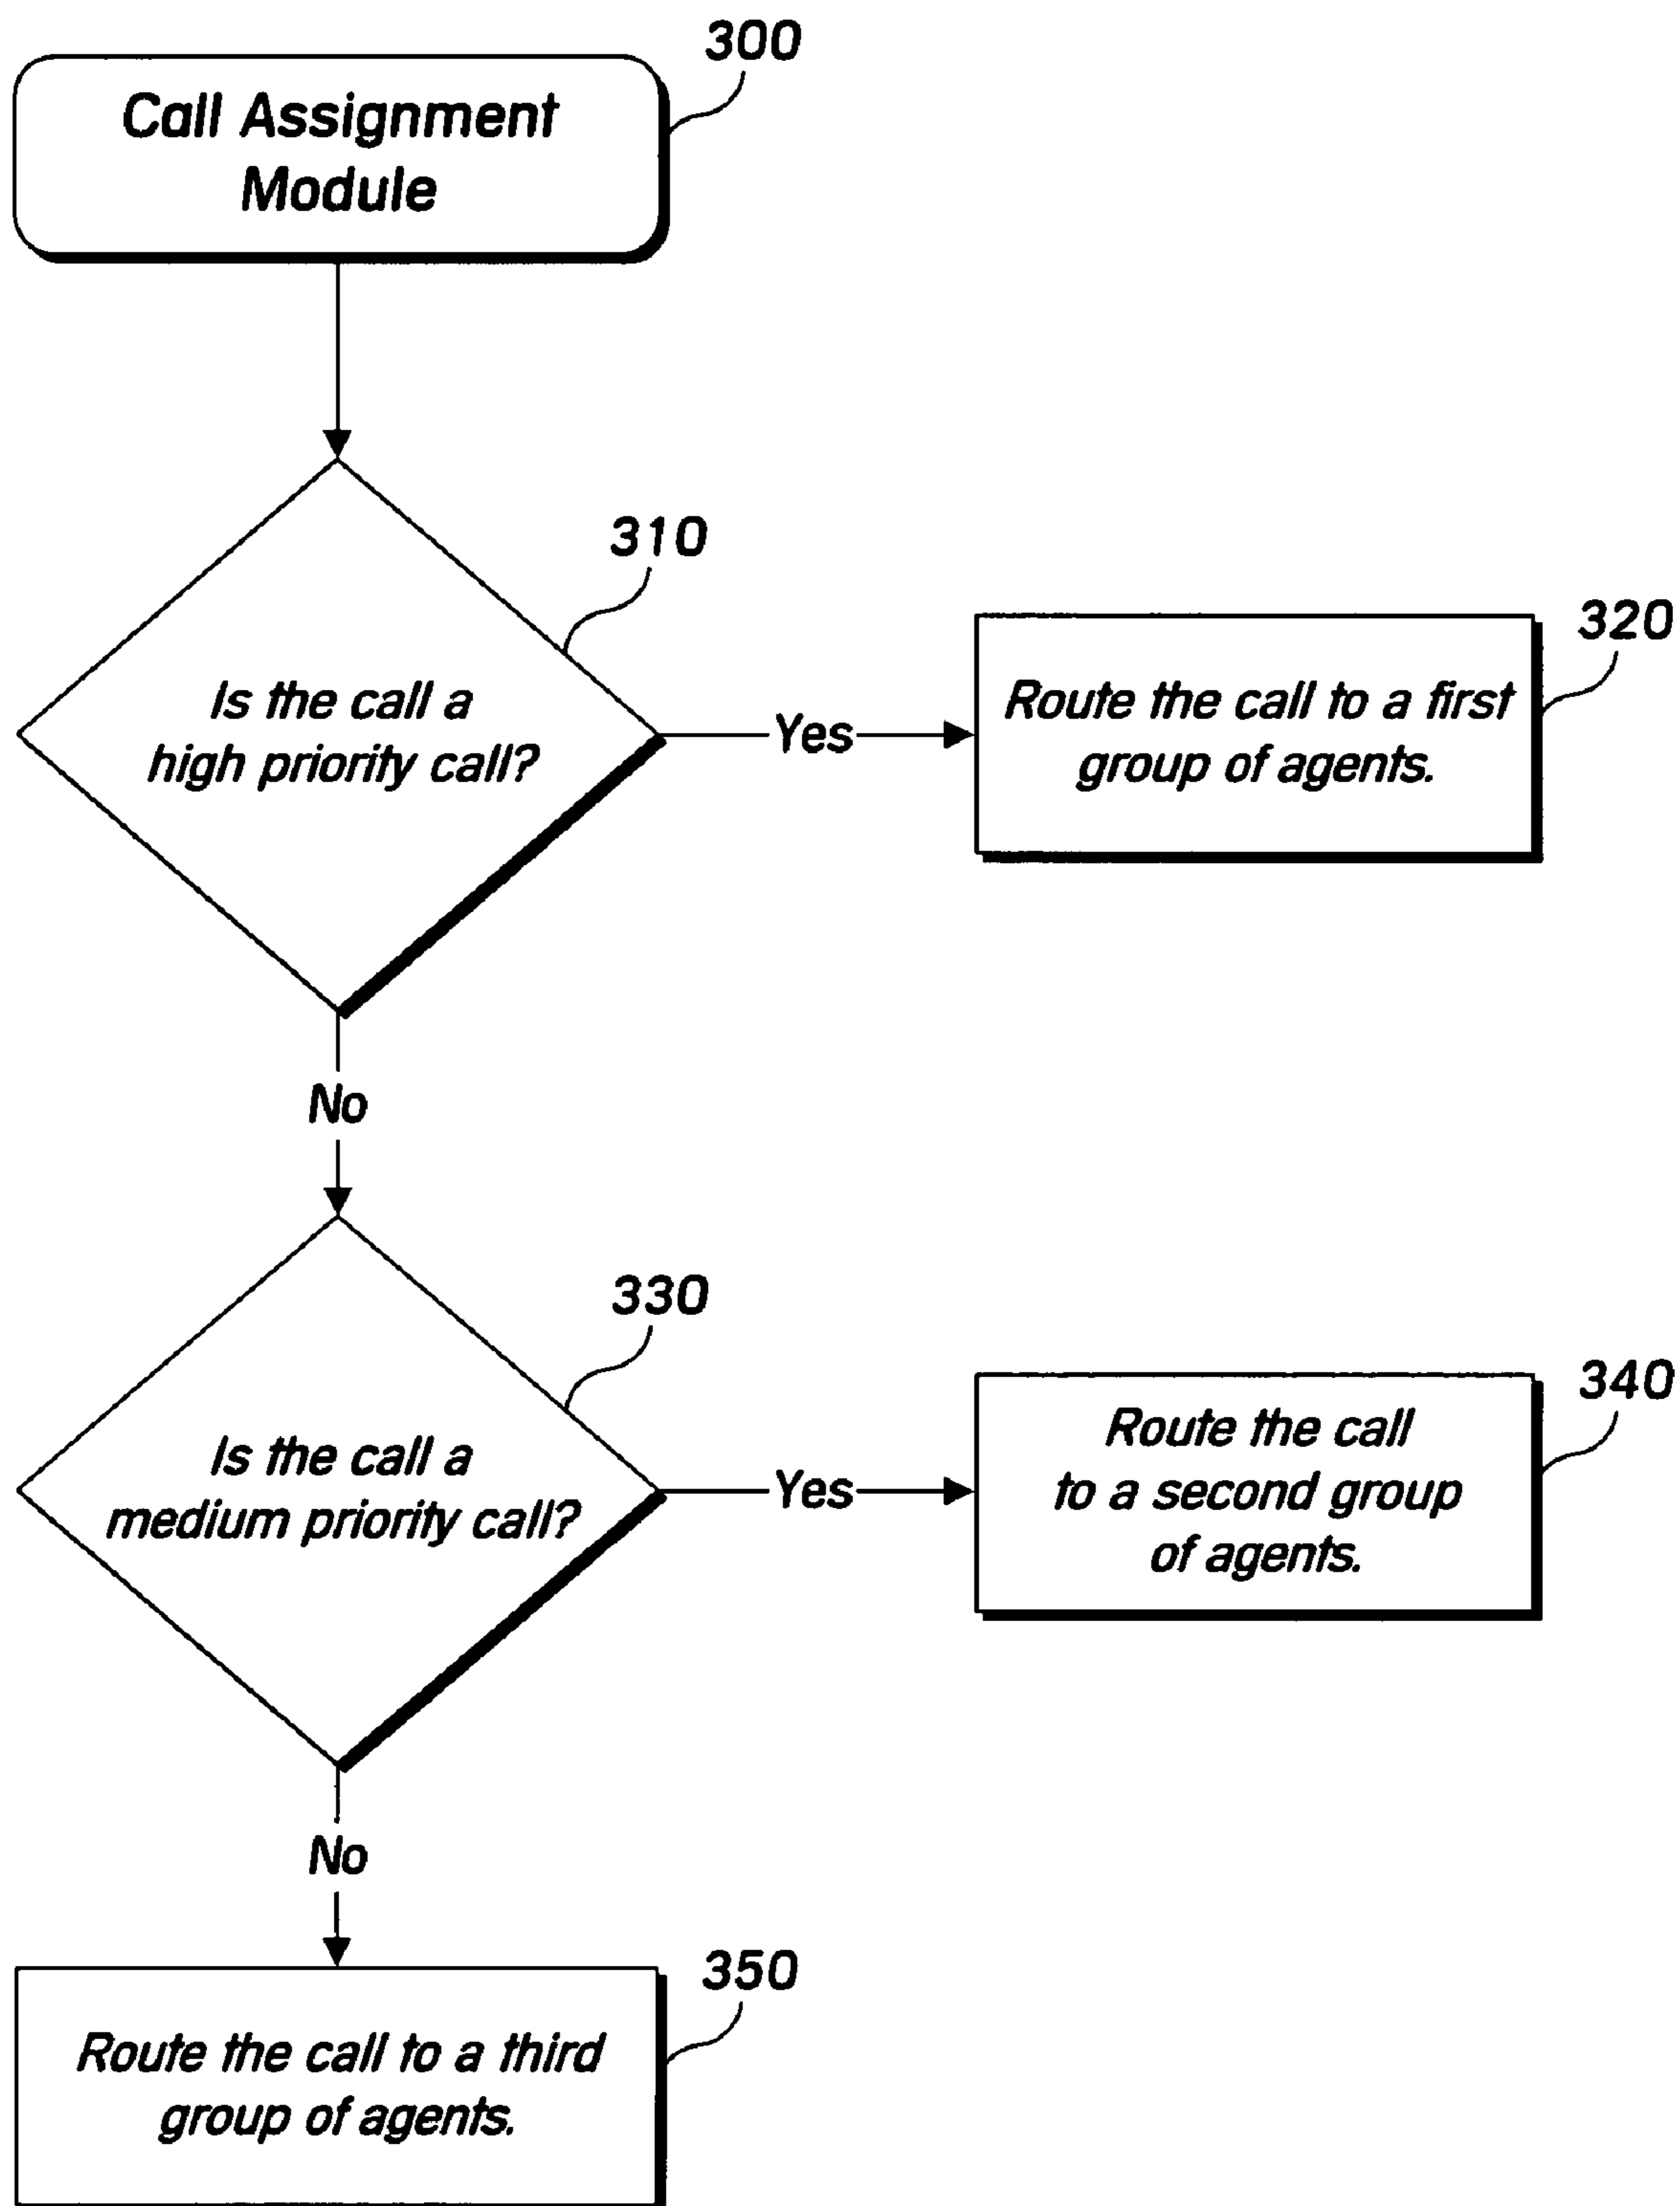 300
Call Assignment
Module
310
Is the call a
high priority call?
Yes
320
Route the call to a first
group of agents.
No
330
Is the call a
medium priority call?
Yes
340
Route the call
to a second group
of agents.
No
350
Route the call to a third
group of agents.